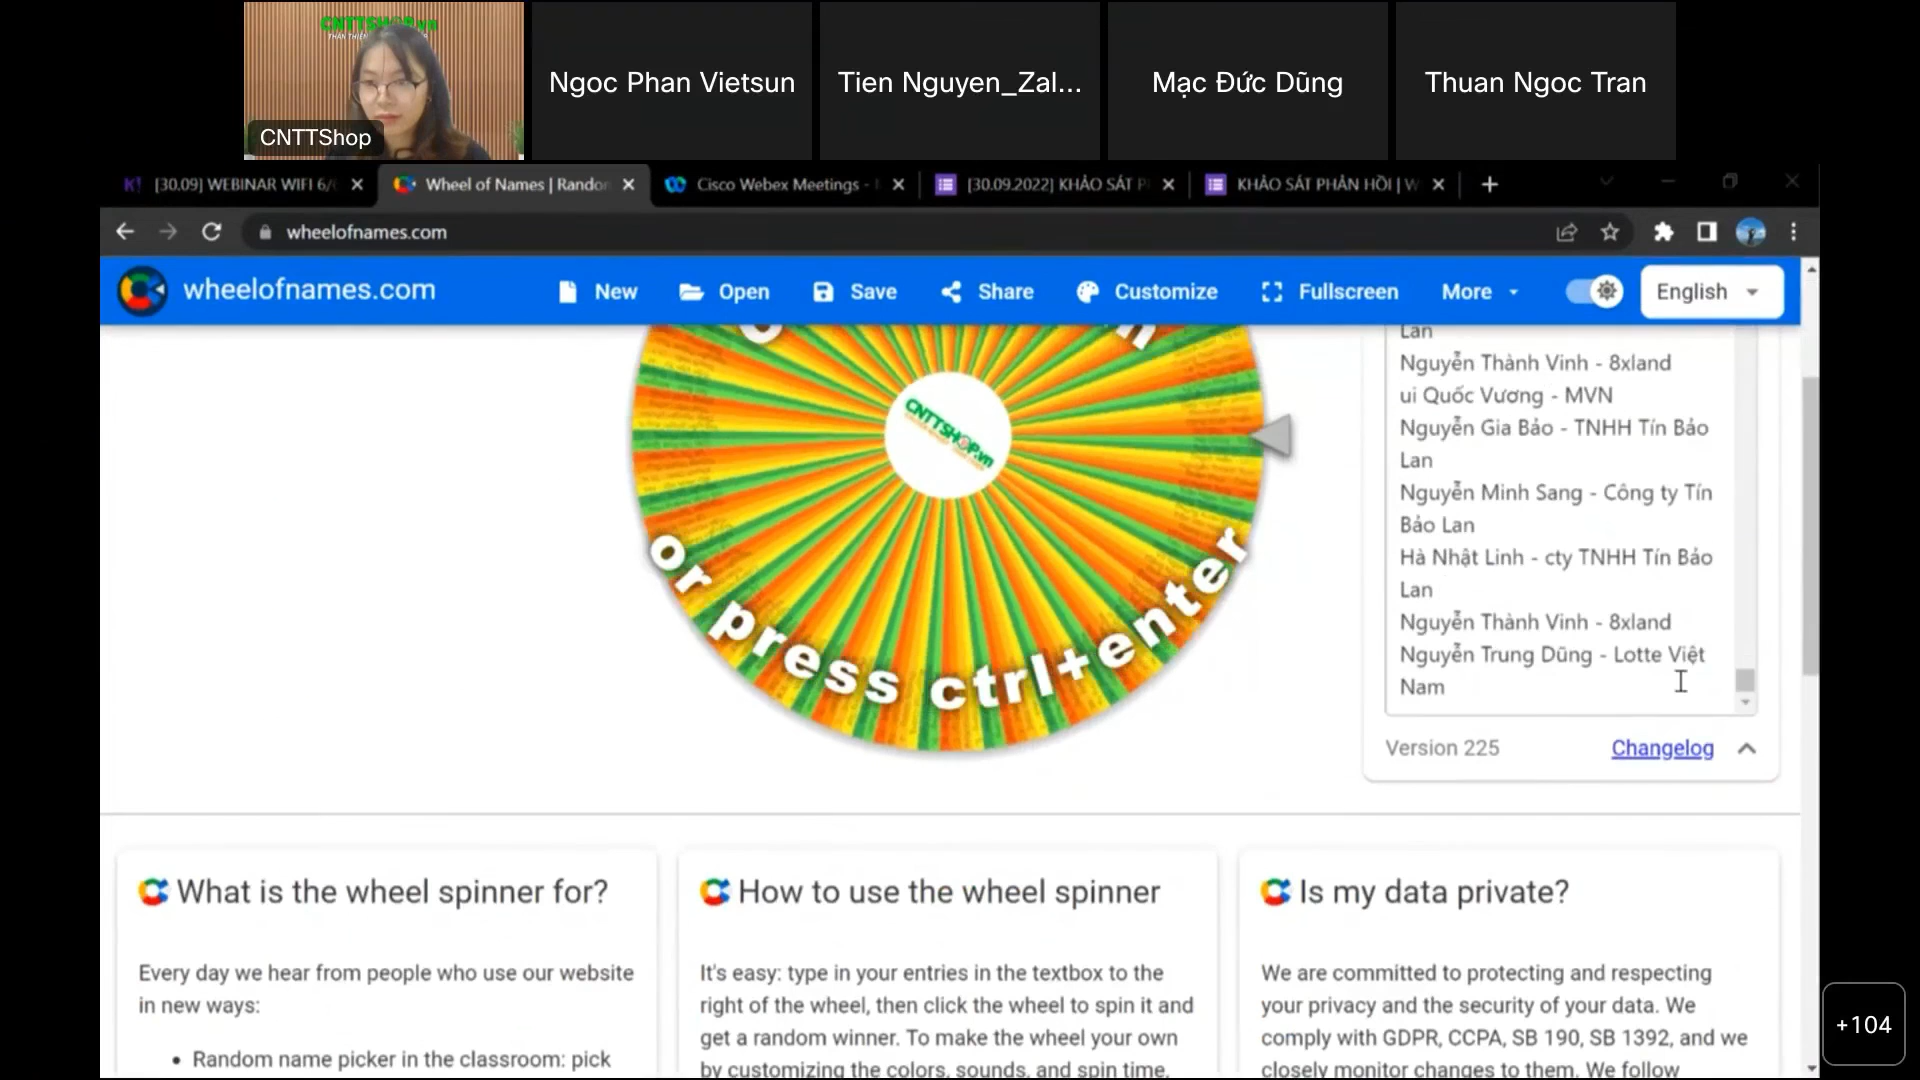 CNTTSHOP.vn
CNTTShop
Ngoc Phan Vietsun
Tien Nguyen_Zal...
Mạc Đức Dũng
Thuan Ngoc Tran
[30.09] WEBINAR WIFI 6/
Wheel of Names | Rando
Cisco Webex Meetings -
[30.09.2022] KHẢO SÁT P
KHẢO SÁT PHẢN HỒI | W
wheelofnames.com
wheelofnames.com
New
Open
Save
Share
Customize
Fullscreen
More
English
Lan
Nguyễn Thành Vinh - 8xland
ui Quốc Vương - MVN
Nguyễn Gia Bảo - TNHH Tín Bảo
Lan
Nguyễn Minh Sang - Công ty Tín
Bảo Lan
Hà Nhật Linh - cty TNHH Tín Bảo
Lan
Nguyễn Thành Vinh - 8xland
Nguyễn Trung Dũng - Lotte Việt
Nam
CNTTSHOP.vn
or press ctrl+enter
Version 225
Changelog
What is the wheel spinner for?
Every day we hear from people who use our website
in new ways:
• Random name picker in the classroom: pick
How to use the wheel spinner
It's easy: type in your entries in the textbox to the
right of the wheel, then click the wheel to spin it and
get a random winner. To make the wheel your own
by customizing the colors, sounds, and spin time,
Is my data private?
We are committed to protecting and respecting
your privacy and the security of your data. We
comply with GDPR, CCPA, SB 190, SB 1392, and we
closely monitor changes to them. We follow
+104